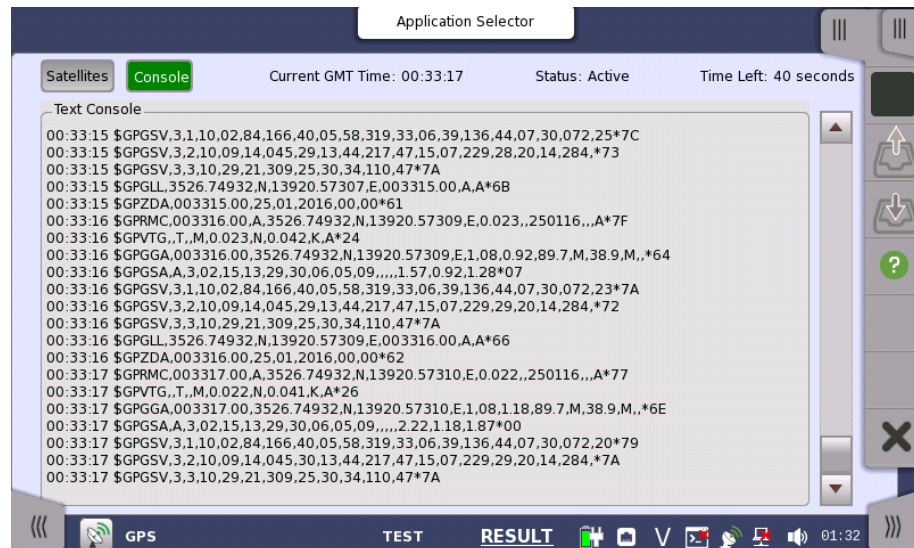 Application Selector
Satellites Console Current GMT Time: 00:33:17 Status: Active Time Left: 40 seconds
Text Console
00:33:15 $GPGSV,3,1,10,02,84,166,40,05,58,319,33,06,39,136,44,07,30,072,25*7C
00:33:15 $GPGSV,3,2,10,09,14,045,29,13,44,217,47,15,07,229,28,20,14,284,*73
00:33:15 $GPGSV,3,3,10,29,21,309,25,30,34,110,47*7A
00:33:15 $GPGLL,3526.74932,N,13920.57307,E,003315.00,A,A*6B
00:33:15 $GPZDA,003315.00,25,01,2016,00,00*61
00:33:16 $GPRMC,003316.00,A,3526.74932,N,13920.57309,E,0.023,,250116,,,A*7F
00:33:16 $GPVTG,,T,,M,0.023,N,0.042,K,A*24
00:33:16 $GPGGA,003316.00,3526.74932,N,13920.57309,E,1,08,0.92,89.7,M,38.9,M,,*64
00:33:16 $GPGSA,A,3,02,15,13,29,30,06,05,09,,,,,1.57,0.92,1.28*07
00:33:16 $GPGSV,3,1,10,02,84,166,40,05,58,319,33,06,39,136,44,07,30,072,23*7A
00:33:16 $GPGSV,3,2,10,09,14,045,29,13,44,217,47,15,07,229,29,20,14,284,*72
00:33:16 $GPGSV,3,3,10,29,21,309,25,30,34,110,47*7A
00:33:16 $GPGLL,3526.74932,N,13920.57309,E,003316.00,A,A*66
00:33:16 $GPZDA,003316.00,25,01,2016,00,00*62
00:33:17 $GPRMC,003317.00,A,3526.74932,N,13920.57310,E,0.022,,250116,,,A*77
00:33:17 $GPVTG,,T,,M,0.022,N,0.041,K,A*26
00:33:17 $GPGGA,003317.00,3526.74932,N,13920.57310,E,1,08,1.18,89.7,M,38.9,M,,*6E
00:33:17 $GPGSA,A,3,02,15,13,29,30,06,05,09,,,,,2.22,1.18,1.87*00
00:33:17 $GPGSV,3,1,10,02,84,166,40,05,58,319,33,06,39,136,44,07,30,072,20*79
00:33:17 $GPGSV,3,2,10,09,14,045,30,13,44,217,47,15,07,229,29,20,14,284,*7A
00:33:17 $GPGSV,3,3,10,29,21,309,25,30,34,110,47*7A
GPS TEST RESULT V 01:32